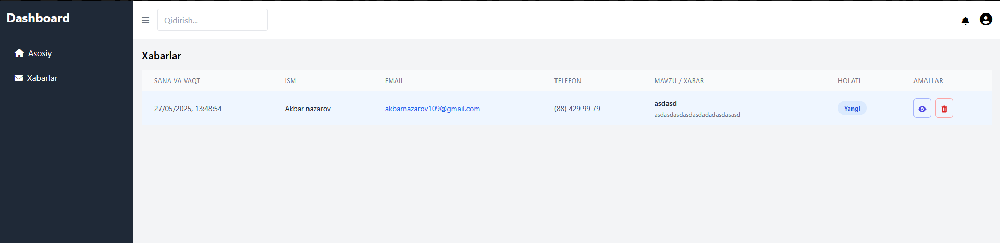 Dashboard
Asosiy
Xabarlar
Qidirish...
Xabarlar
SANA VA VAQT ISM EMAIL TELEFON MAVZU / XABAR HOLATI AMALLAR
27/05/2025, 13:48:54 Akbar nazarov akbarnazarov109@gmail.com (88) 429 99 79 asdasd Yangi
asdasdasdasdasdadadasdasasd